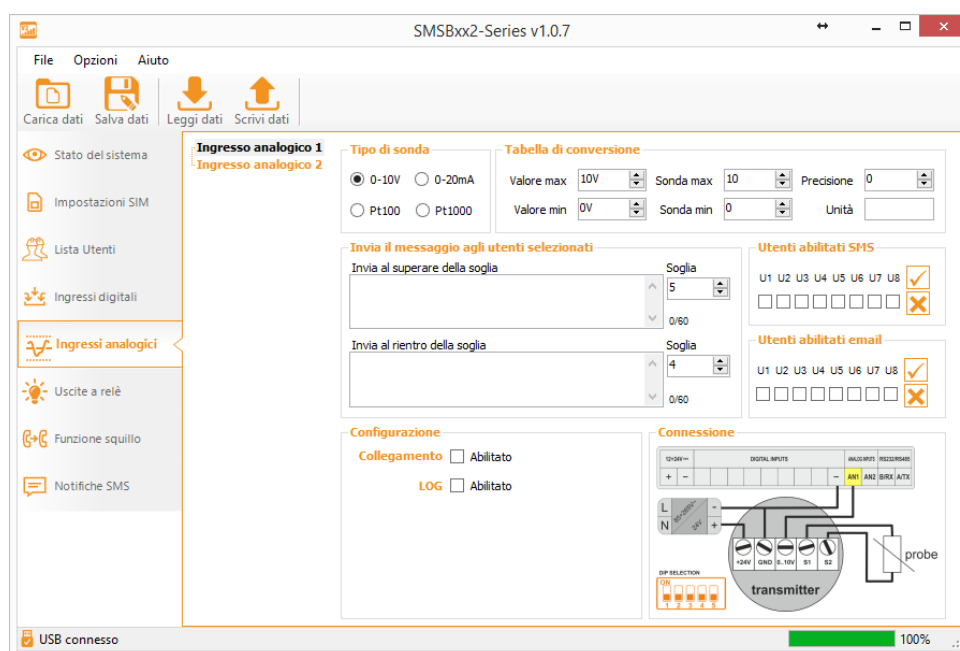 SMSBxx2-Series v1.0.7
File Opzioni Aiuto
Carica dati Salva dati Leggi dati Scrivi dati
Stato del sistema
Impostazioni SIM
Lista Utenti
Ingressi digitali
Ingressi analogici
Uscite a relè
Funzione squillo
Notifiche SMS
Ingresso analogico 1
Ingresso analogico 2
Tipo di sonda
0-10V 0-20mA
Pt100 Pt1000
Tabella di conversione
Valore max 10V Sonda max 10 Precisione 0
Valore min 0V Sonda min 0 Unità
Invia il messaggio agli utenti selezionati
Invia al superare della soglia Soglia
5
0/60
Invia al rientro della soglia Soglia
4
0/60
Utenti abilitati SMS
U1 U2 U3 U4 U5 U6 U7 U8
Utenti abilitati email
U1 U2 U3 U4 U5 U6 U7 U8
Configurazione
Collegamento Abilitato
LOG Abilitato
Connessione
12÷24V DIGITAL INPUTS ANALOG INPUTS RS232/RS485
+ - - AN1 AN2 B/RX A/TX
L 80÷260V~ -
N 24V +
+24V GND 0..10V S1 S2
probe
transmitter
DIP SELECTION
ON
1 2 3 4 5
USB connesso 100%